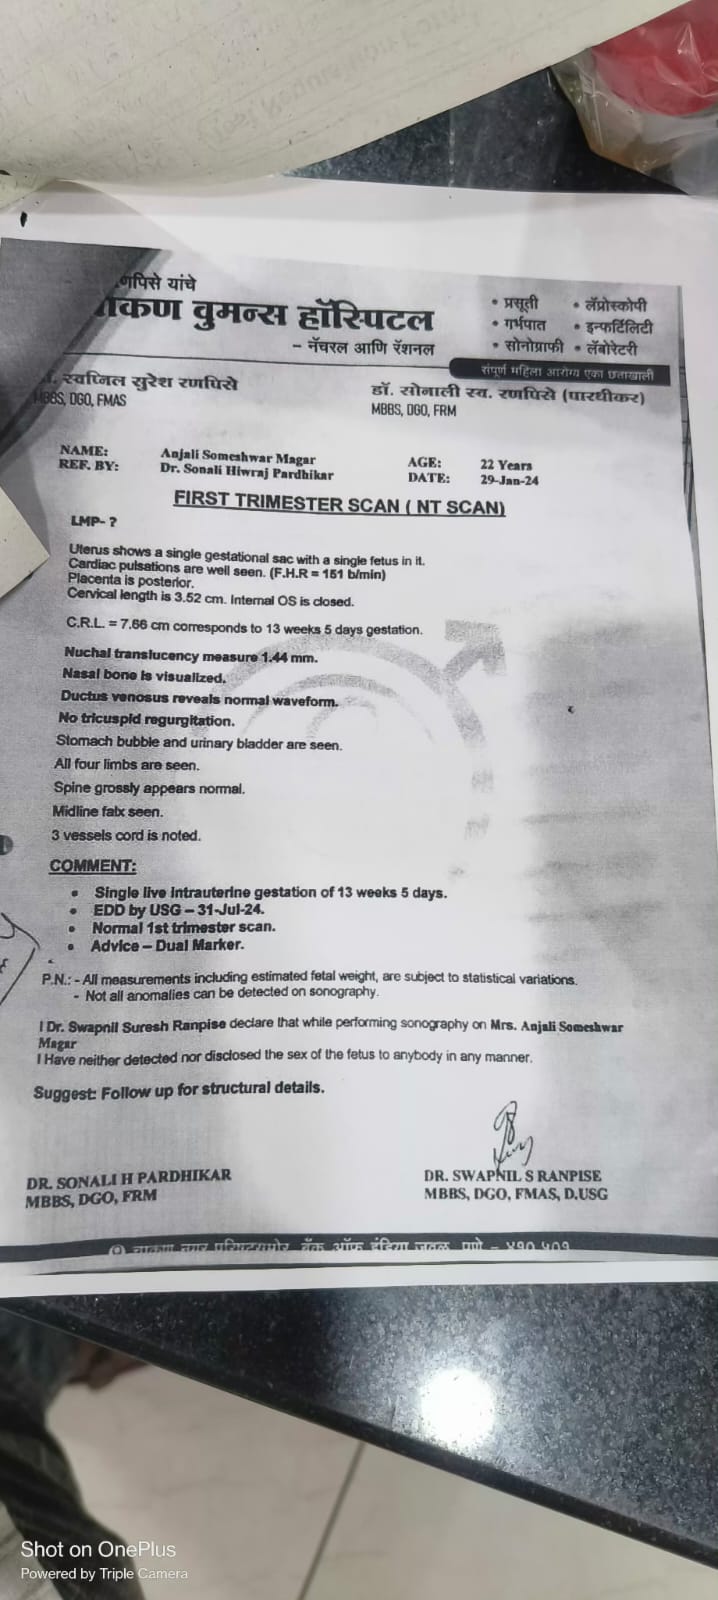 णपिसे यांचे
कण वुमन्स हॉस्पिटल
– नॅचरल आणि रॅशनल
• प्रसूती • लॅप्रोस्कोपी
• गर्भपात • इन्फर्टिलिटी
• सोनोग्राफी • लॅबोरेटरी
संपूर्ण महिला आरोग्य एका छताखाली
. स्वप्निल सुरेश रणपिसे
MBBS, DGO, FMAS
डॉ. सोनाली स्व. रणपिसे (पारधीकर)
MBBS, DGO, FRM
NAME: Anjali Someshwar Magar AGE: 22 Years
REF. BY: Dr. Sonali Hiwraj Pardhikar DATE: 29-Jan-24
FIRST TRIMESTER SCAN ( NT SCAN)
LMP- ?
Uterus shows a single gestational sac with a single fetus in it.
Cardiac pulsations are well seen. (F.H.R = 151 b/min)
Placenta is posterior.
Cervical length is 3.52 cm. Internal OS is closed.
C.R.L. = 7.66 cm corresponds to 13 weeks 5 days gestation.
Nuchal translucency measure 1.44 mm.
Nasal bone is visualized.
Ductus venosus reveals normal waveform.
No tricuspid regurgitation.
Stomach bubble and urinary bladder are seen.
All four limbs are seen.
Spine grossly appears normal.
Midline falx seen.
3 vessels cord is noted.
COMMENT:
• Single live intrauterine gestation of 13 weeks 5 days.
• EDD by USG – 31-Jul-24.
• Normal 1st trimester scan.
• Advice – Dual Marker.
P.N.: - All measurements including estimated fetal weight, are subject to statistical variations.
- Not all anomalies can be detected on sonography.
I Dr. Swapnil Suresh Ranpise declare that while performing sonography on Mrs. Anjali Someshwar
Magar
I Have neither detected nor disclosed the sex of the fetus to anybody in any manner.
Suggest: Follow up for structural details.
DR. SONALI H PARDHIKAR
MBBS, DGO, FRM
DR. SWAPNIL S RANPISE
MBBS, DGO, FMAS, D.USG
चाकण नगर परिषदसमोर, बँक ऑफ इंडिया जवळ, पुणे - ४१० ५०१
Shot on OnePlus
Powered by Triple Camera